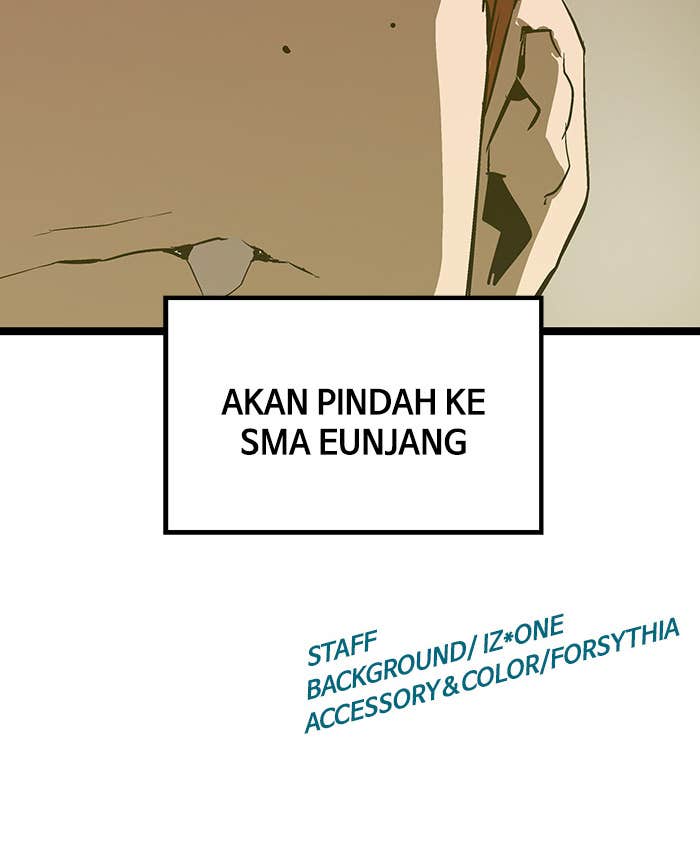 AKAN PINDAH KE
SMA EUNJANG
STAFF
BACKGROUND/ IZ*ONE
ACCESSORY&COLOR/FORSYTHIA